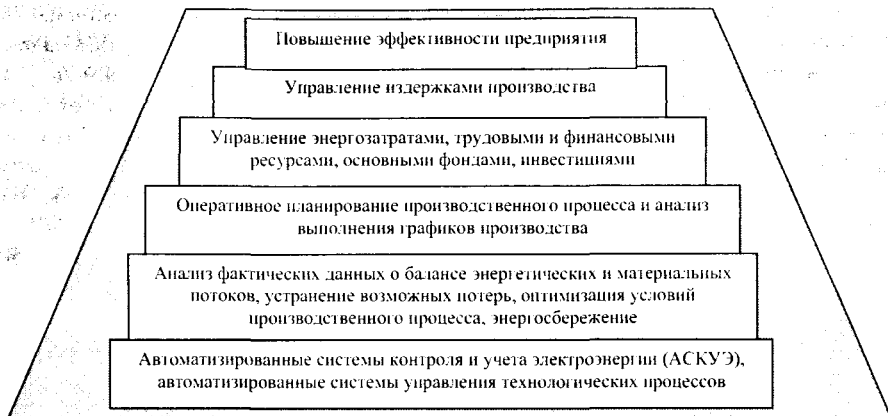 Повышение эффективности предприятия
Управление издержками производства
Управление энергозатратами, трудовыми и финансовыми
ресурсами, основными фондами, инвестициями
Оперативное планирование производственного процесса и анализ
выполнения графиков производства
Анализ фактических данных о балансе энергетических и материальных
потоков, устранение возможных потерь, оптимизация условий
производственного процесса, энергосбережение
Автоматизированные системы контроля и учета электроэнергии (АСКУЭ),
автоматизированные системы управления технологических процессов